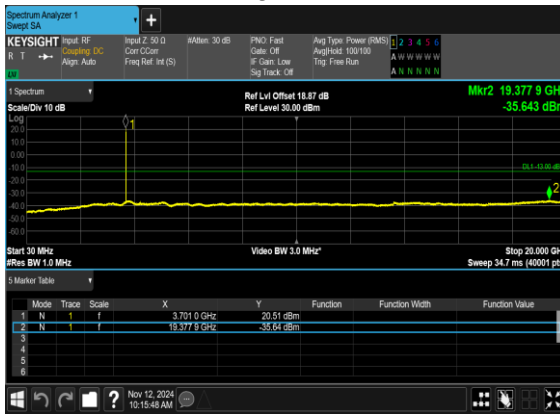 Spectrum Analyzer 1
Swept SA
+
KEYSIGHT Input: RF Input Z: 50 Ω #Atten: 30 dB PNO: Fast Avg Type: Power (RMS) 1 2 3 4 5 6
R T Coupling: DC Corr CCorr Gate: Off Avg|Hold: 100/100 A W W W W W
Align: Auto Freq Ref: Int (S) IF Gain: Low Trig: Free Run
Sig Track: Off A N N N N N
1 Spectrum Ref Lvl Offset 18.87 dB Mkr2 19.377 9 GH
Scale/Div 10 dB Ref Level 30.00 dBm -35.643 dBr
Log
20.0
10.0
0.00
-10.0
DL1 -13.00 dB
-20.0
-30.0
-40.0
-50.0
-60.0
1
2
Start 30 MHz Video BW 3.0 MHz* Stop 20.000 GH
#Res BW 1.0 MHz Sweep 34.7 ms (40001 pt
5 Marker Table
Mode Trace Scale X Y Function Function Width Function Value
1 N 1 f 3.701 0 GHz 20.51 dBm
2 N 1 f 19.377 9 GHz -35.64 dBm
3
4
5
6
? Nov 12, 2024
10:15:48 AM